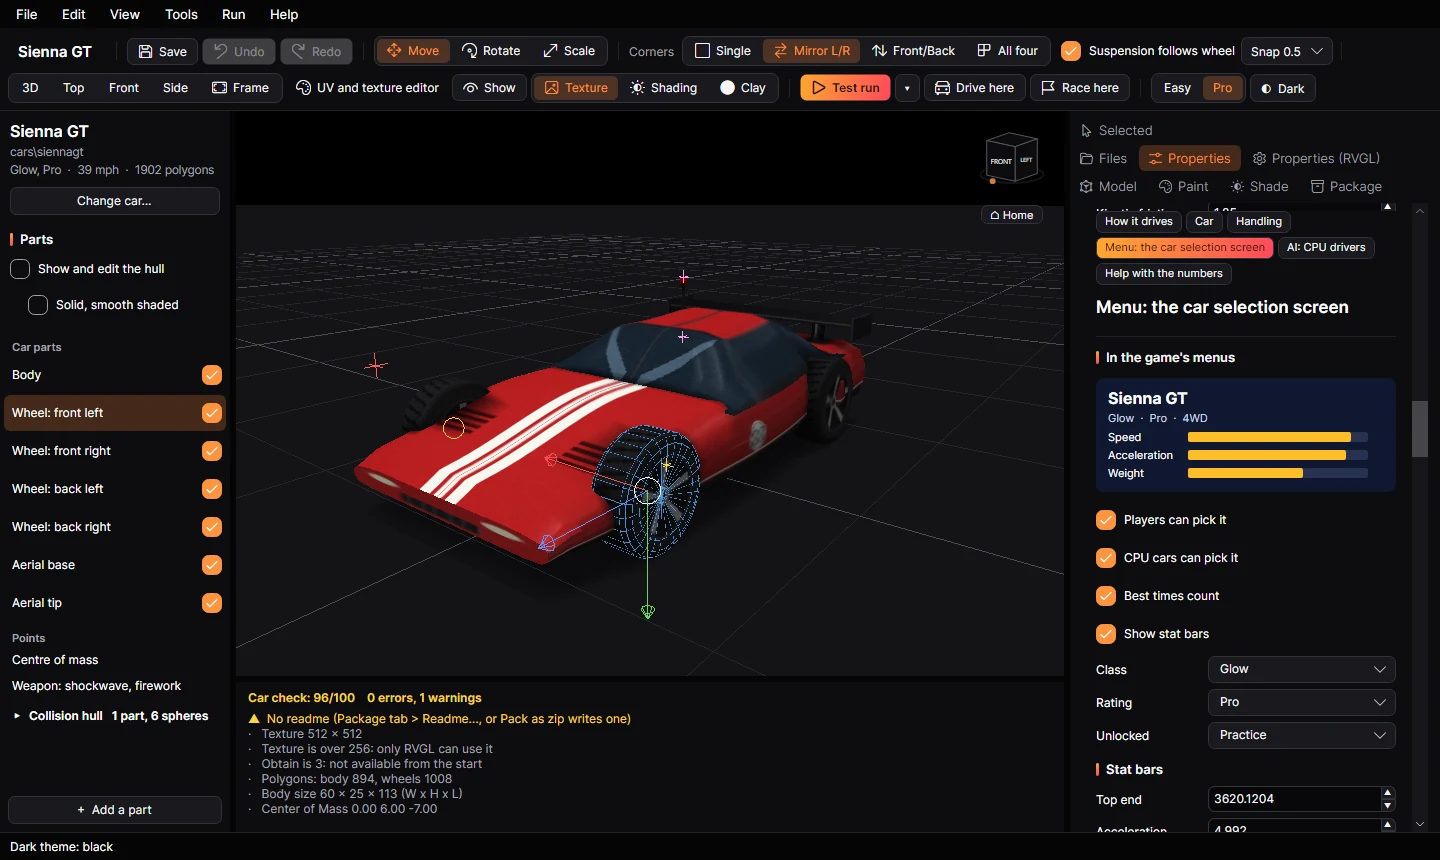 File Edit View Tools Run Help
Sienna GT Save Undo Redo Move Rotate Scale Corners Single Mirror L/R Front/Back All four Suspension follows wheel Snap 0.5
3D Top Front Side Frame UV and texture editor Show Texture Shading Clay Test run Drive here Race here Easy Pro Dark
Sienna GT
cars\siennagt
Glow, Pro · 39 mph · 1902 polygons
Change car...
Parts
Show and edit the hull
Solid, smooth shaded
Car parts
Body
Wheel: front left
Wheel: front right
Wheel: back left
Wheel: back right
Aerial base
Aerial tip
Points
Centre of mass
Weapon: shockwave, firework
Collision hull 1 part, 6 spheres
+ Add a part
Dark theme: black
FRONT LEFT
Home
Car check: 96/100 0 errors, 1 warnings
No readme (Package tab > Readme..., or Pack as zip writes one)
· Texture 512 × 512
· Texture is over 256: only RVGL can use it
· Obtain is 3: not available from the start
· Polygons: body 894, wheels 1008
· Body size 60 × 25 × 113 (W x H x L)
· Center of Mass 0.00 6.00 -7.00
Selected
Files Properties Properties (RVGL)
Model Paint Shade Package
How it drives Car Handling
Menu: the car selection screen AI: CPU drivers
Help with the numbers
Menu: the car selection screen
In the game's menus
Sienna GT
Glow · Pro · 4WD
Speed
Acceleration
Weight
Players can pick it
CPU cars can pick it
Best times count
Show stat bars
Class Glow
Rating Pro
Unlocked Practice
Stat bars
Top end 3620.1204
Acceleration 4.992